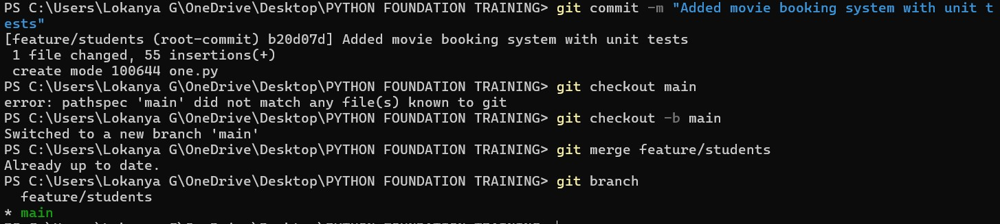 PS C:\Users\Lokanya G\OneDrive\Desktop\PYTHON FOUNDATION TRAINING> git commit -m "Added movie booking system with unit t
ests"
[feature/students (root-commit) b20d07d] Added movie booking system with unit tests
 1 file changed, 55 insertions(+)
 create mode 100644 one.py
PS C:\Users\Lokanya G\OneDrive\Desktop\PYTHON FOUNDATION TRAINING> git checkout main
error: pathspec 'main' did not match any file(s) known to git
PS C:\Users\Lokanya G\OneDrive\Desktop\PYTHON FOUNDATION TRAINING> git checkout -b main
Switched to a new branch 'main'
PS C:\Users\Lokanya G\OneDrive\Desktop\PYTHON FOUNDATION TRAINING> git merge feature/students
Already up to date.
PS C:\Users\Lokanya G\OneDrive\Desktop\PYTHON FOUNDATION TRAINING> git branch
  feature/students
* main